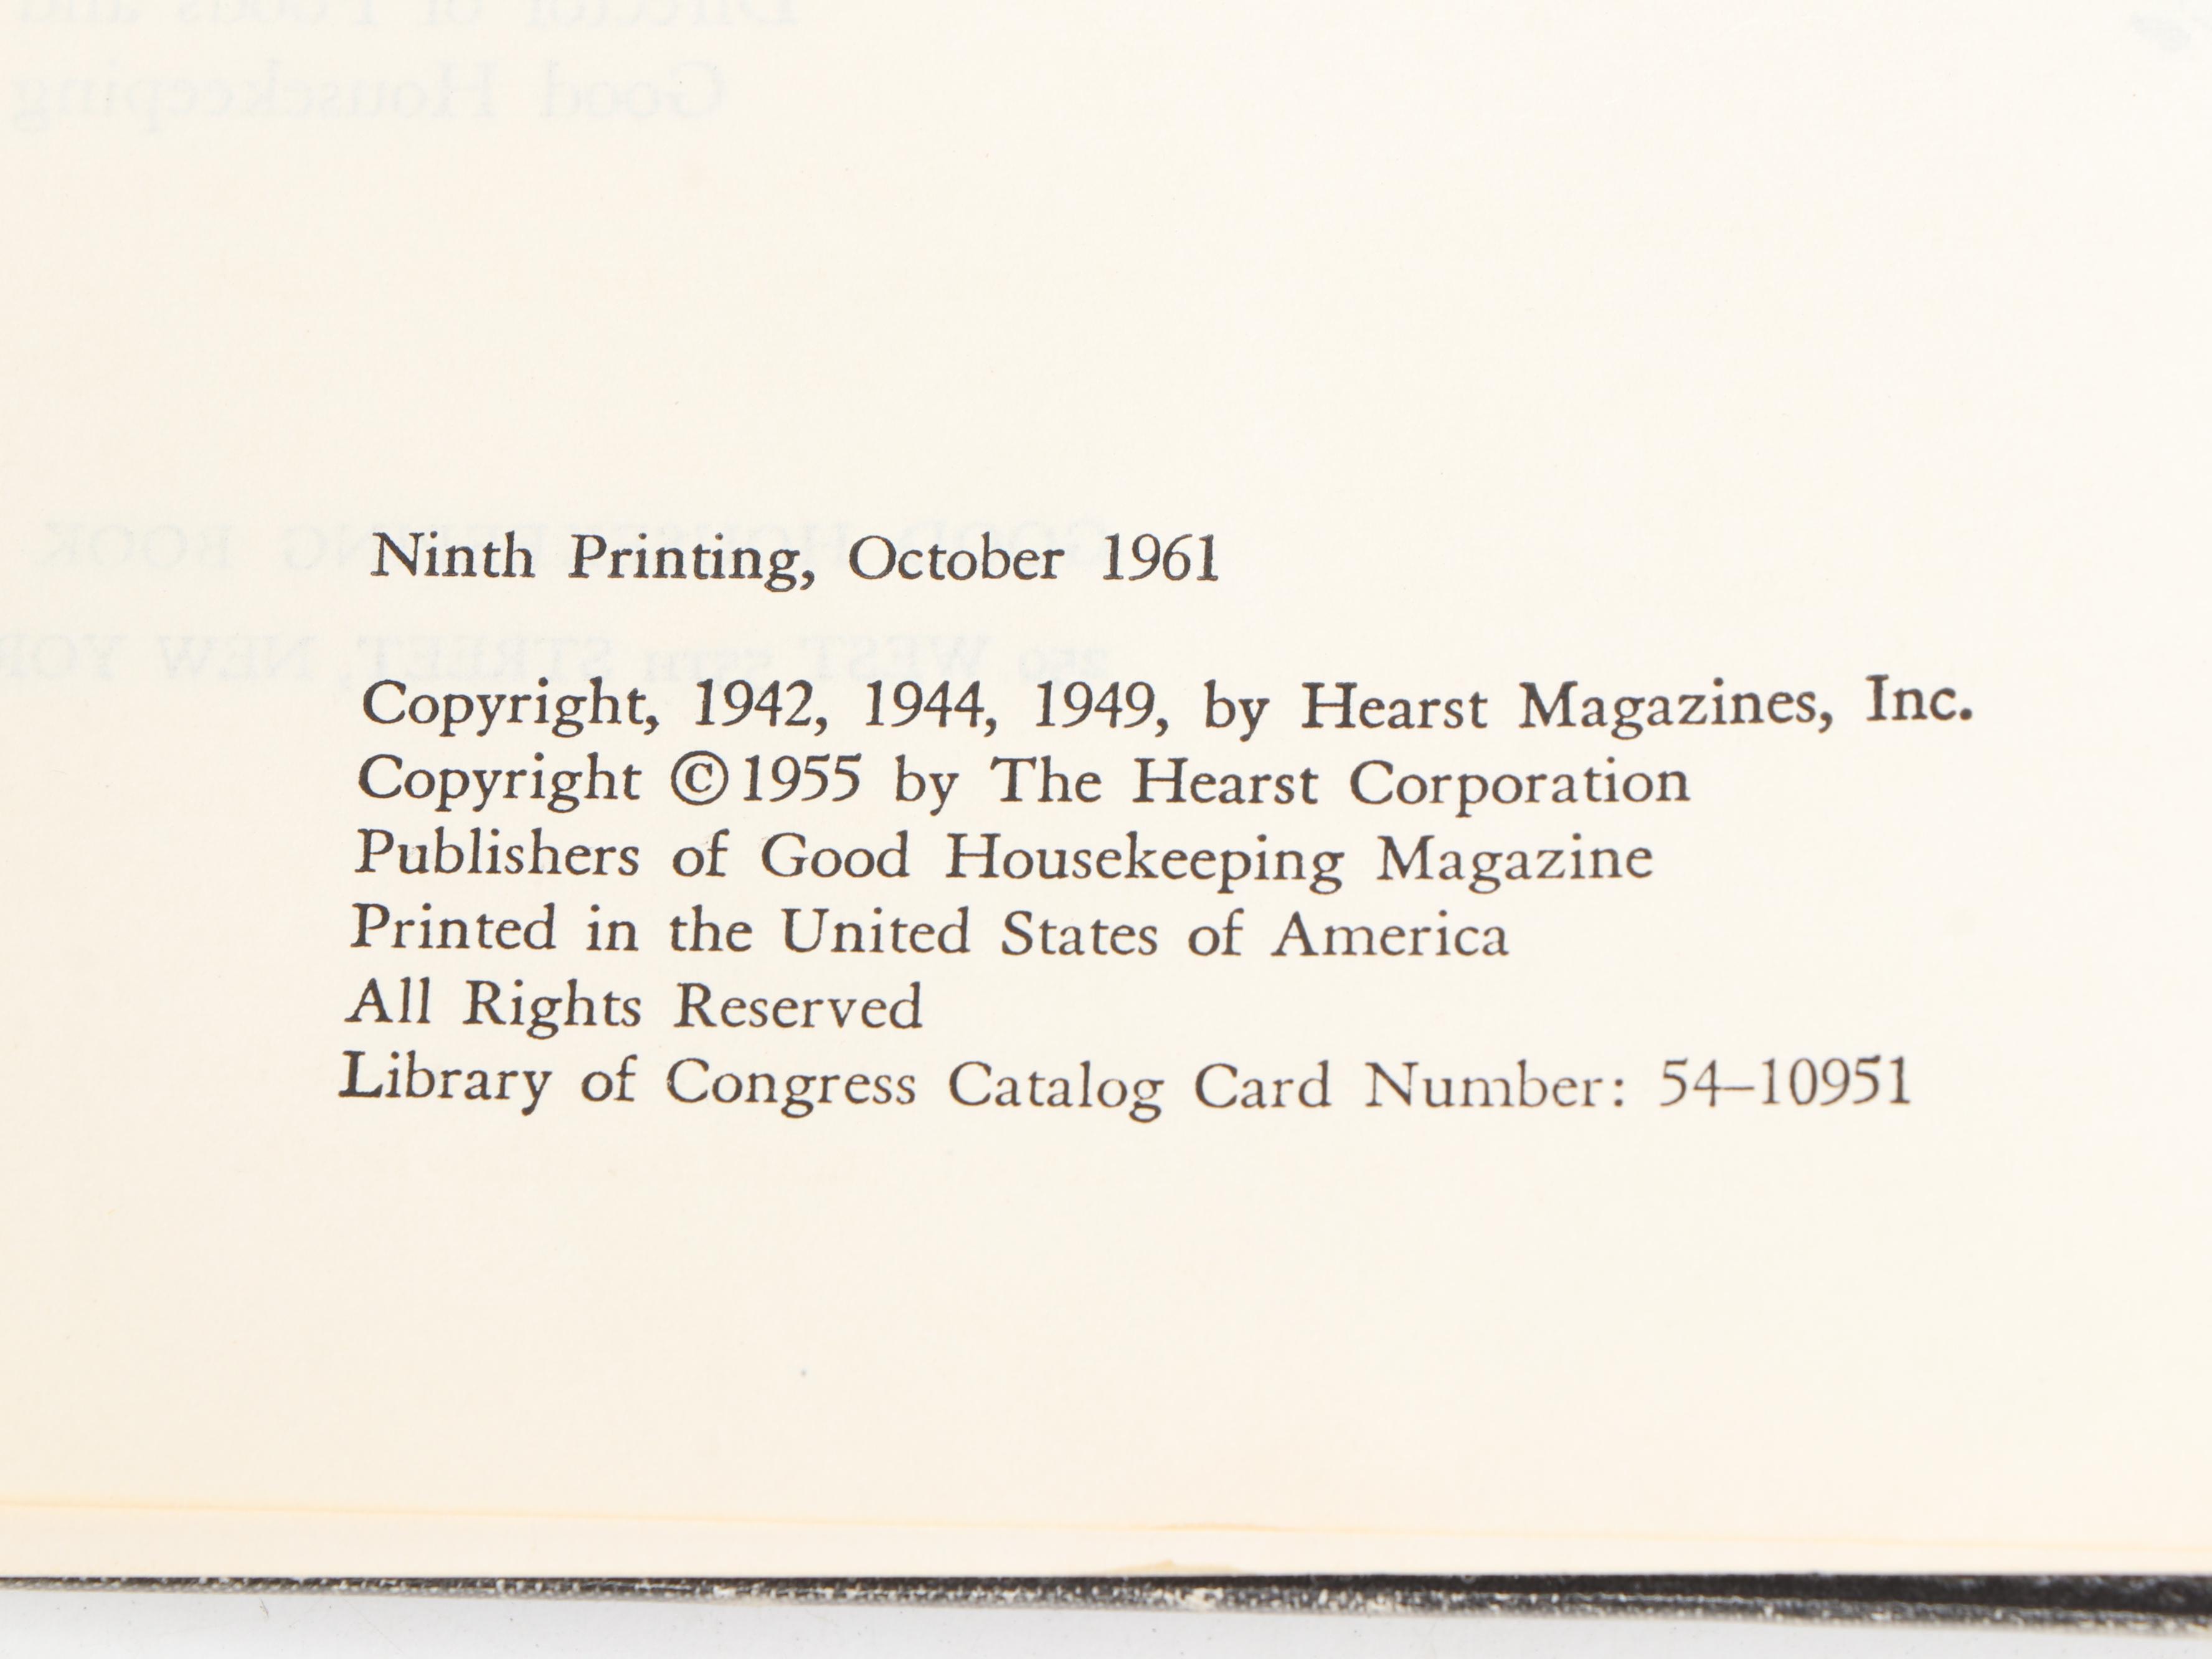 Ninth Printing, October 1961
Copyright, 1942, 1944, 1949, by Hearst Magazines, Inc.
Copyright ©1955 by The Hearst Corporation
Publishers of Good Housekeeping Magazine
Printed in the United States of America
All Rights Reserved
Library of Congress Catalog Card Number: 54–10951